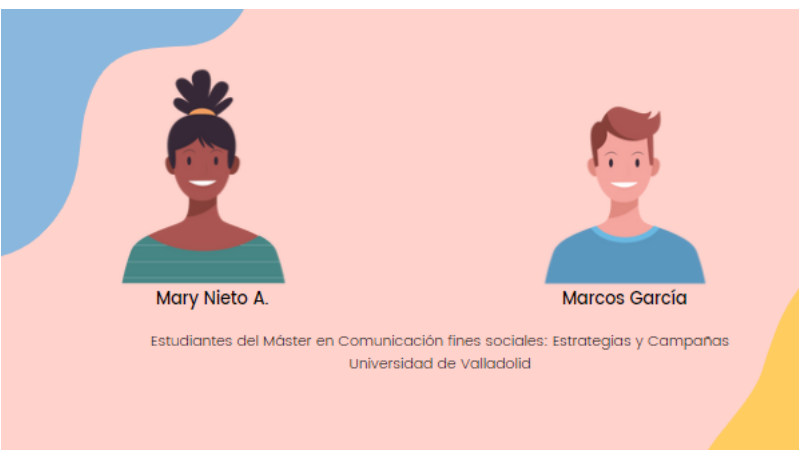 Mary Nieto A.
Marcos García
Estudiantes del Máster en Comunicación fines sociales: Estrategias y Campañas
Universidad de Valladolid